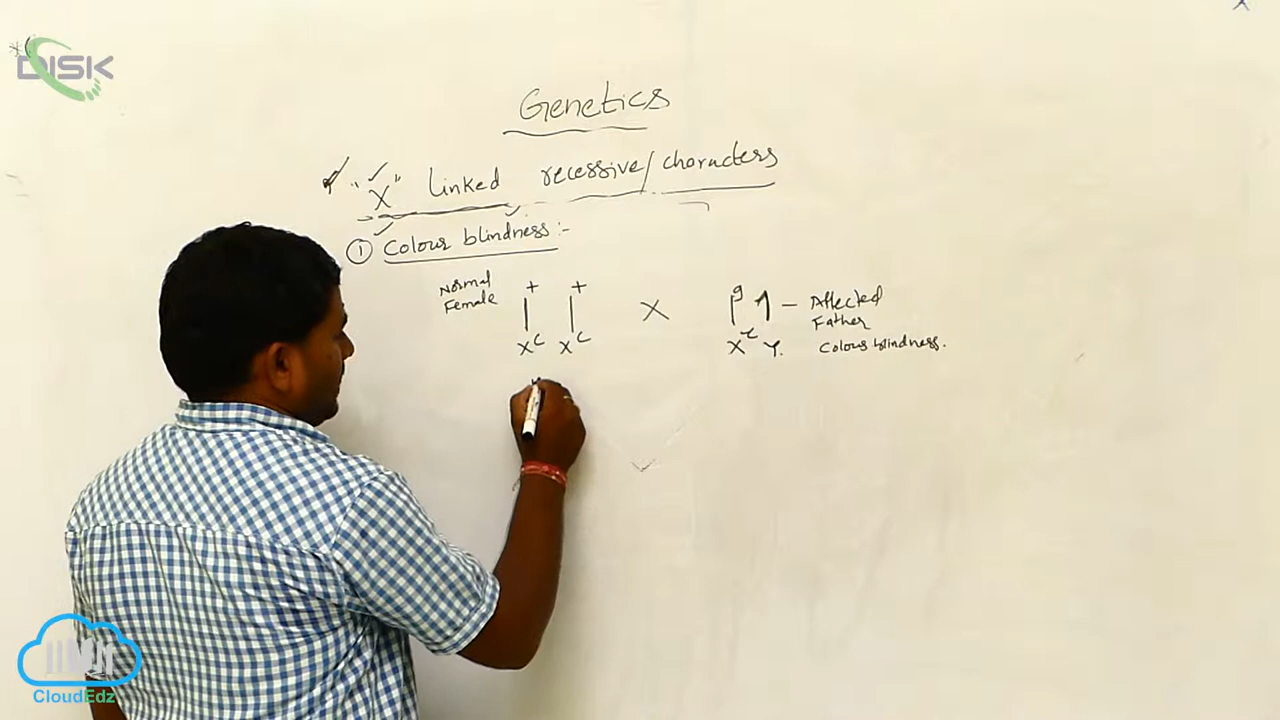 DISK
Genetics
"X" linked recessive/characters
① Colour blindness:-
Normal
Female
+ +
X
g
Affected
Father
X^C X^C
X^c Y.
Colour blindness.
CloudEdz